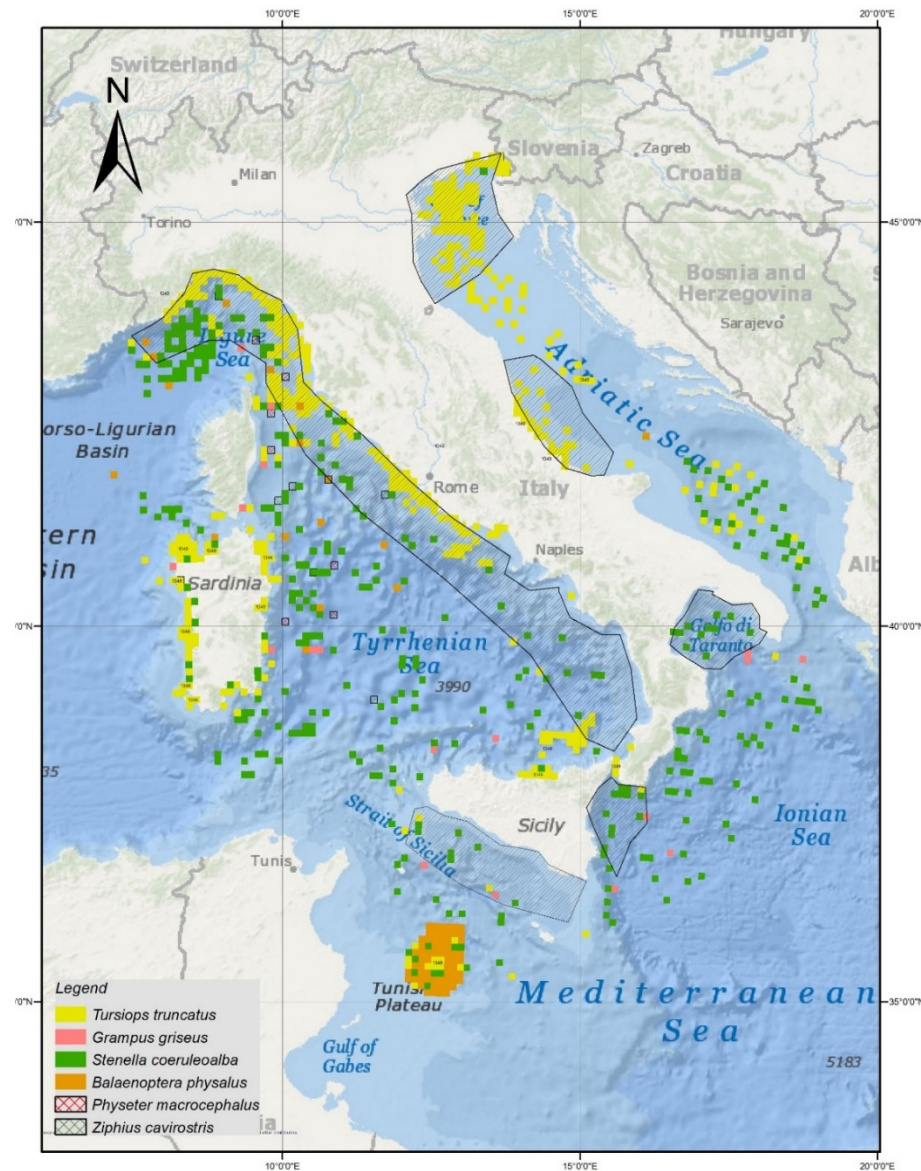 10°0'0"E
15°0'0"E
20°0'0"E
Hungary
Switzerland
N
Slovenia
Zagreb
Croatia
Milan
Torino
0'N
45°0'0"N
Bosnia and
Herzegovina
Sarajevo
Adriatic Sea
Sea
orso-Ligurian
Basin
Rome
Italy
tern
sin
Naples
Sardinia
Golfo di
Taranto
0'N
40°0'0"N
Tyrrhenian
Sea
3990
35
Sicily
Ionian
Sea
Strait of Sicilia
Tunis
Plateau
Mediterranean
Sea
0'N
35°0'0"N
Gulf of
Gabes
5183
Legend
Tursiops truncatus
Grampus griseus
Stenella coeruleoalba
Balaenoptera physalus
Physeter macrocephalus
Ziphius cavirostris
10°0'0"E
15°0'0"E
20°0'0"E